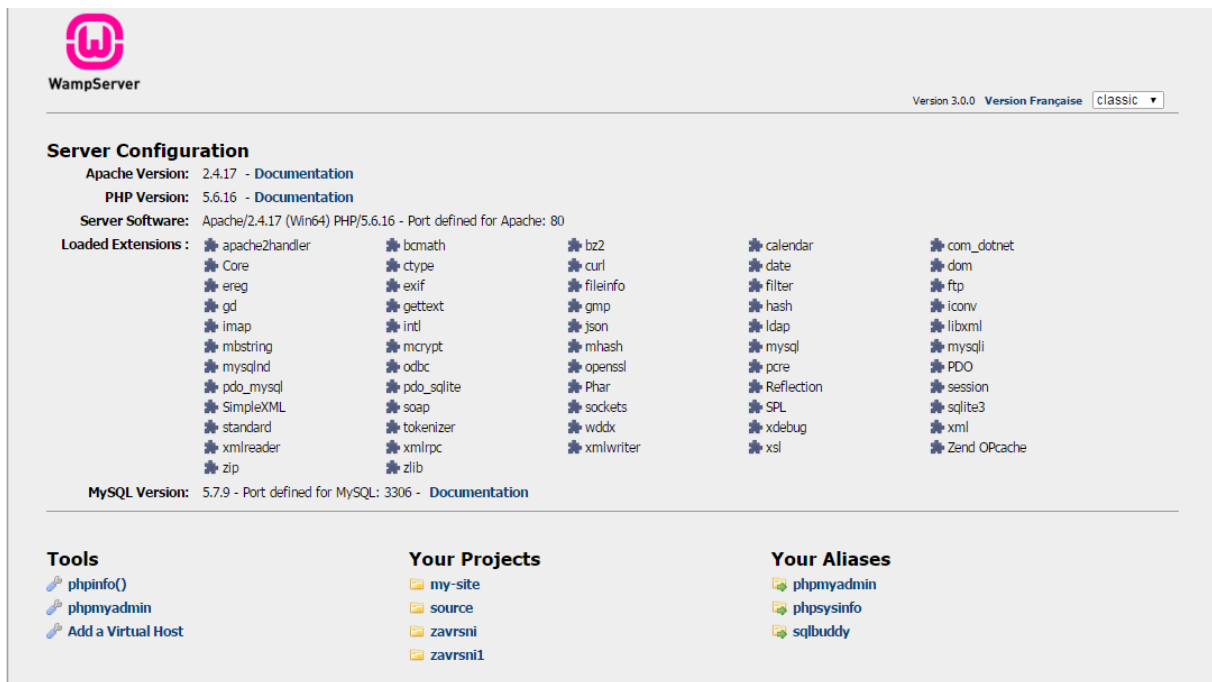 WampServer
Version 3.0.0 Version Française classic
Server Configuration
Apache Version: 2.4.17 - Documentation
PHP Version: 5.6.16 - Documentation
Server Software: Apache/2.4.17 (Win64) PHP/5.6.16 - Port defined for Apache: 80
Loaded Extensions : apache2handler bcmath bz2 calendar com_dotnet
Core ctype curl date dom
ereg exif fileinfo filter ftp
gd gettext gmp hash iconv
imap intl json ldap libxml
mbstring mcrypt mhash mysql mysqli
mysqlnd odbc openssl pcre PDO
pdo_mysql pdo_sqlite Phar Reflection session
SimpleXML soap sockets SPL sqlite3
standard tokenizer wddx xdebug xml
xmlreader xmlrpc xmlwriter xsl Zend OPcache
zip zlib
MySQL Version: 5.7.9 - Port defined for MySQL: 3306 - Documentation
Tools
phpinfo()
phpmyadmin
Add a Virtual Host
Your Projects
my-site
source
zavrsni
zavrsni1
Your Aliases
phpmyadmin
phpsysinfo
sqlbuddy